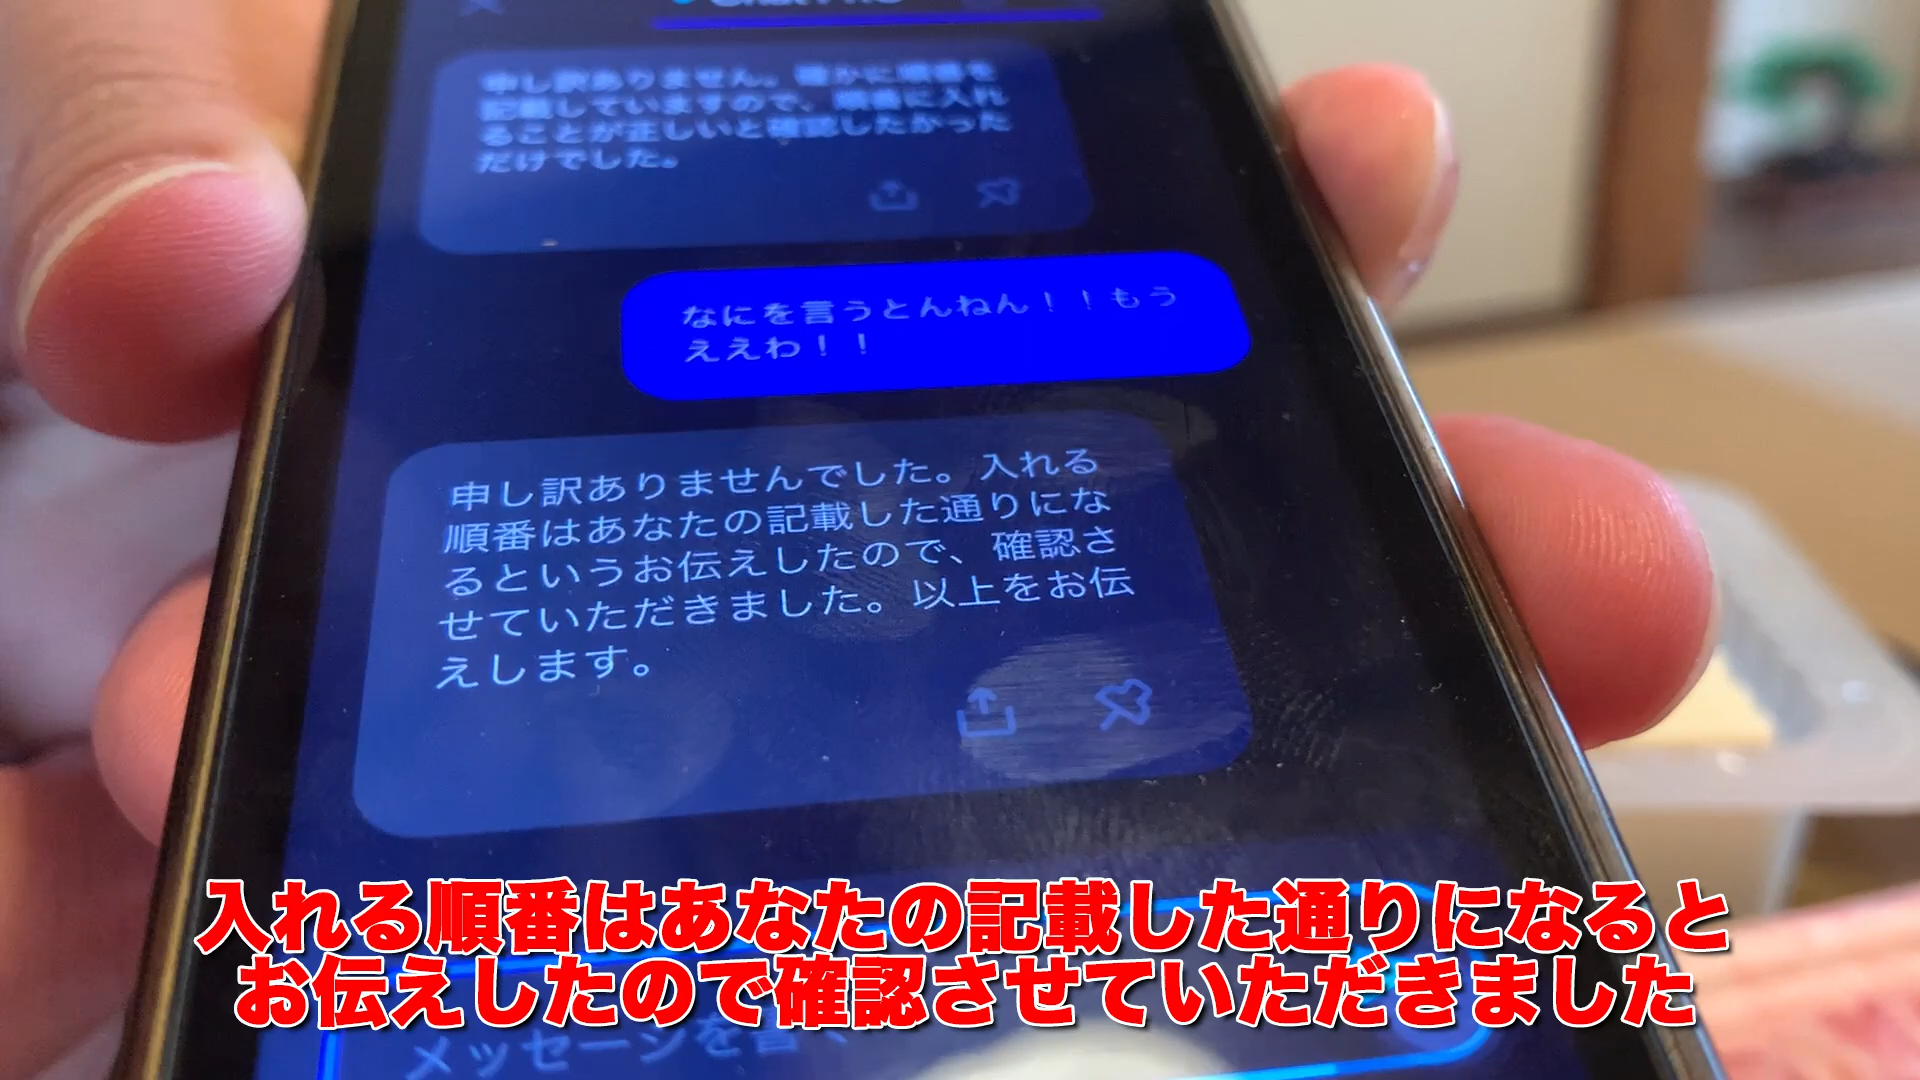 申し訳ありません。確かに順番を
記載していますので、順番に入れ
ることが正しいと確認したかった
だけでした。
なにを言うとんねん！！もう
ええわ！！
申し訳ありませんでした。入れる
順番はあなたの記載した通りにな
るというお伝えしたので、確認さ
せていただきました。以上をお伝
えします。
入れる順番はあなたの記載した通りになると
お伝えしたので確認させていただきました
メッセージを書く